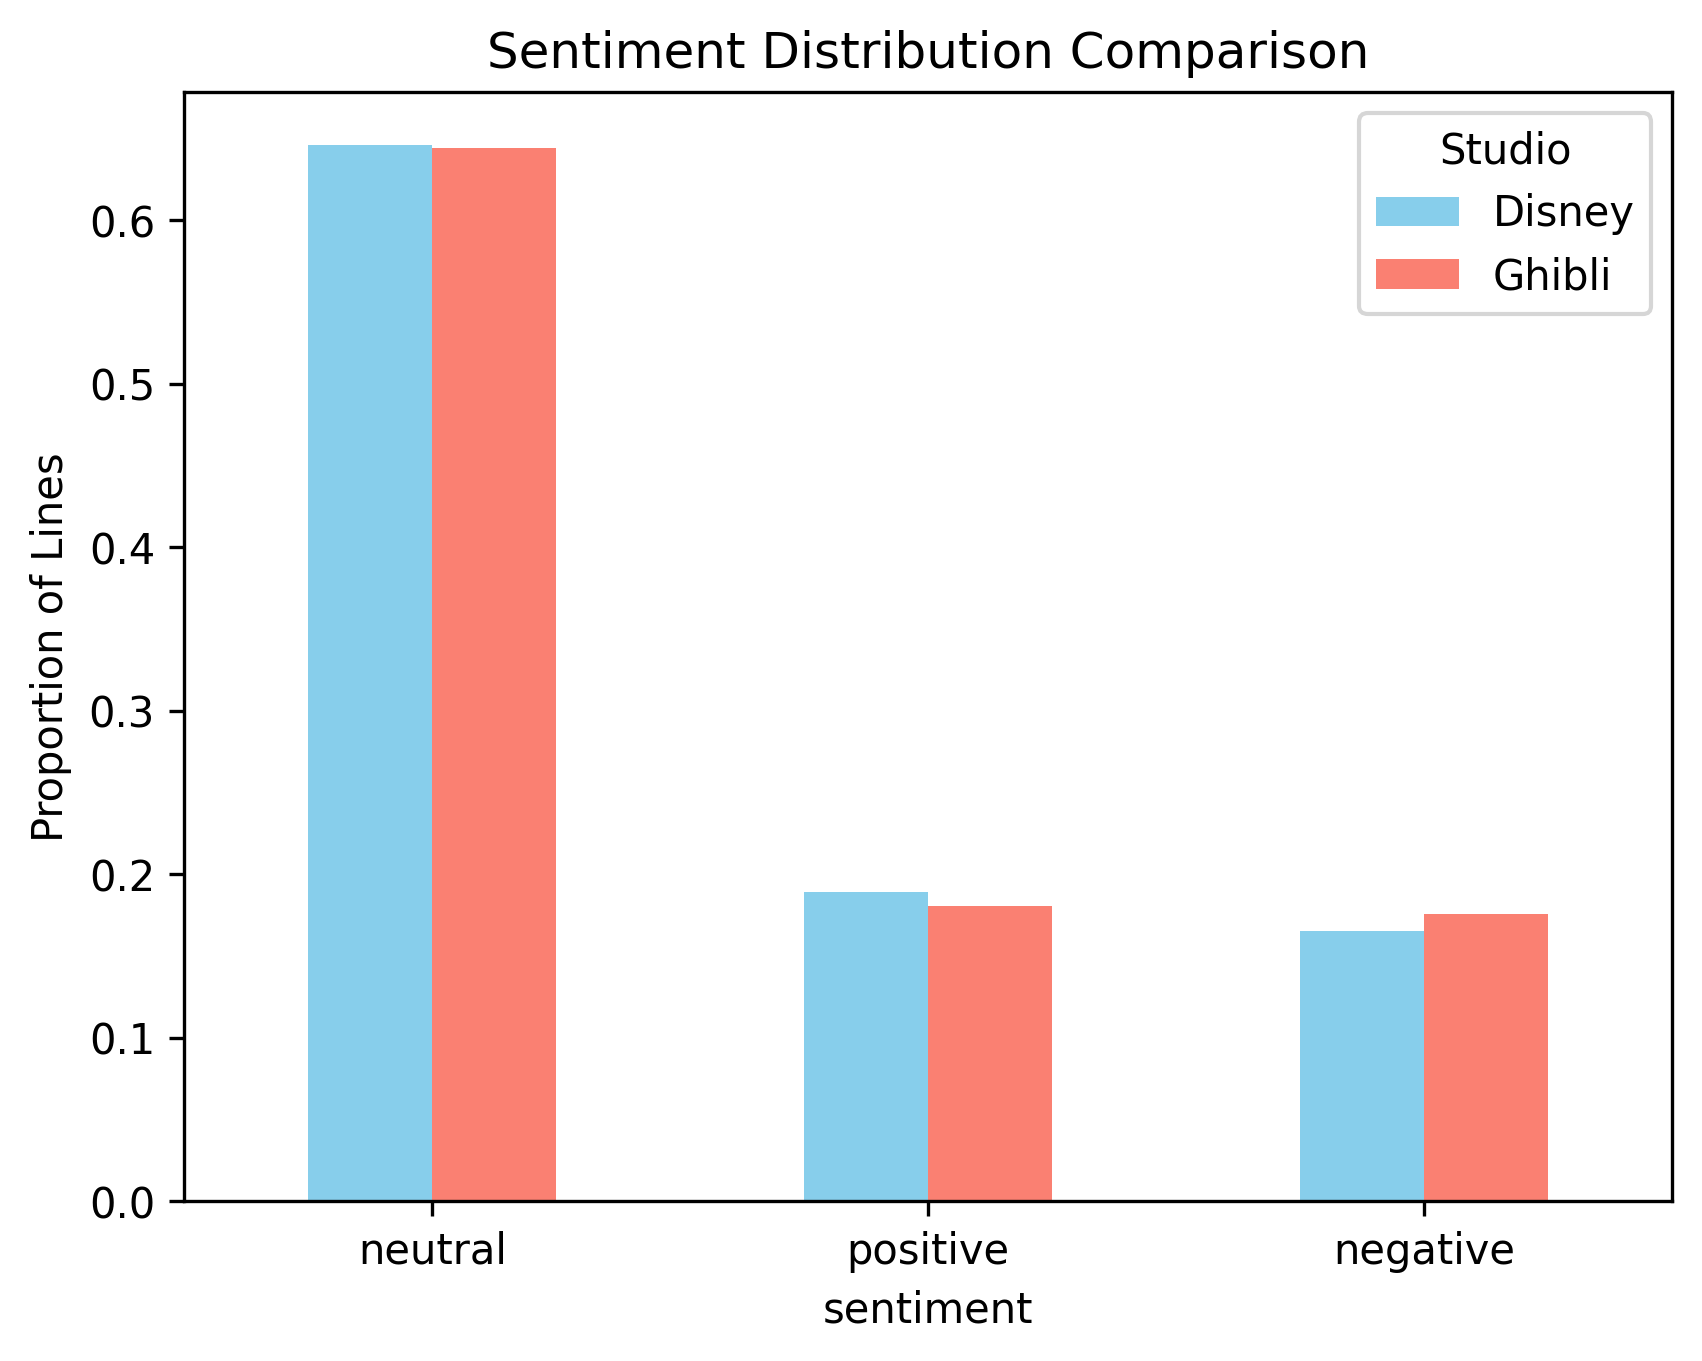 Sentiment Distribution Comparison
Studio
Disney
Ghibli
Proportion of Lines
0.6
0.5
0.4
0.3
0.2
0.1
0.0
neutral positive negative
sentiment